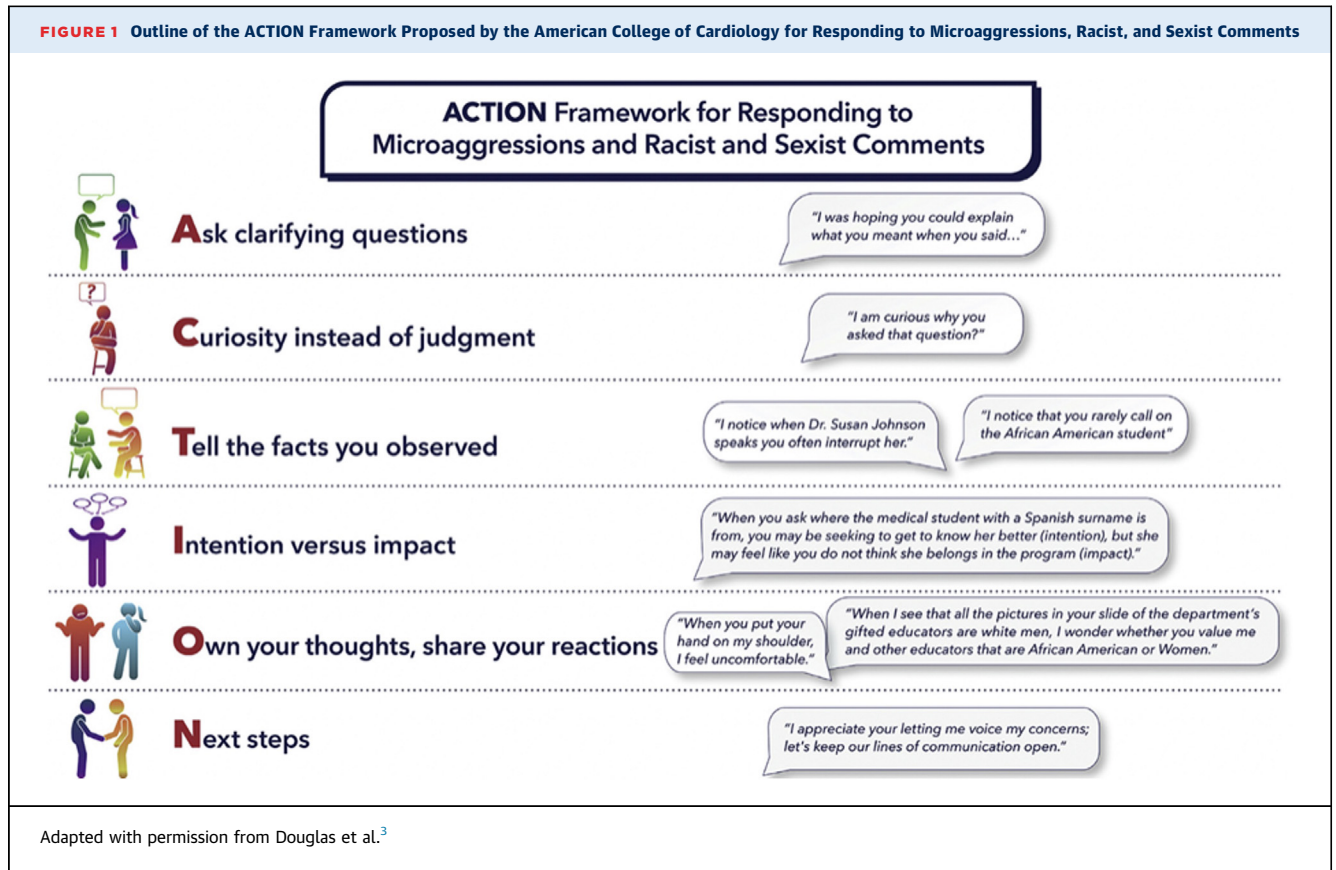 FIGURE 1 Outline of the ACTION Framework Proposed by the American College of Cardiology for Responding to Microaggressions, Racist, and Sexist Comments
ACTION Framework for Responding to
Microaggressions and Racist and Sexist Comments
Ask clarifying questions
"I was hoping you could explain
what you meant when you said..."
?
Curiosity instead of judgment
"I am curious why you
asked that question?"
Tell the facts you observed
"I notice when Dr. Susan Johnson
speaks you often interrupt her."
"I notice that you rarely call on
the African American student"
Intention versus impact
"When you ask where the medical student with a Spanish surname is
from, you may be seeking to get to know her better (intention), but she
may feel like you do not think she belongs in the program (impact)."
Own your thoughts, share your reactions
"When you put your
hand on my shoulder,
I feel uncomfortable."
"When I see that all the pictures in your slide of the department's
gifted educators are white men, I wonder whether you value me
and other educators that are African American or Women."
Next steps
"I appreciate your letting me voice my concerns;
let's keep our lines of communication open."
Adapted with permission from Douglas et al.3